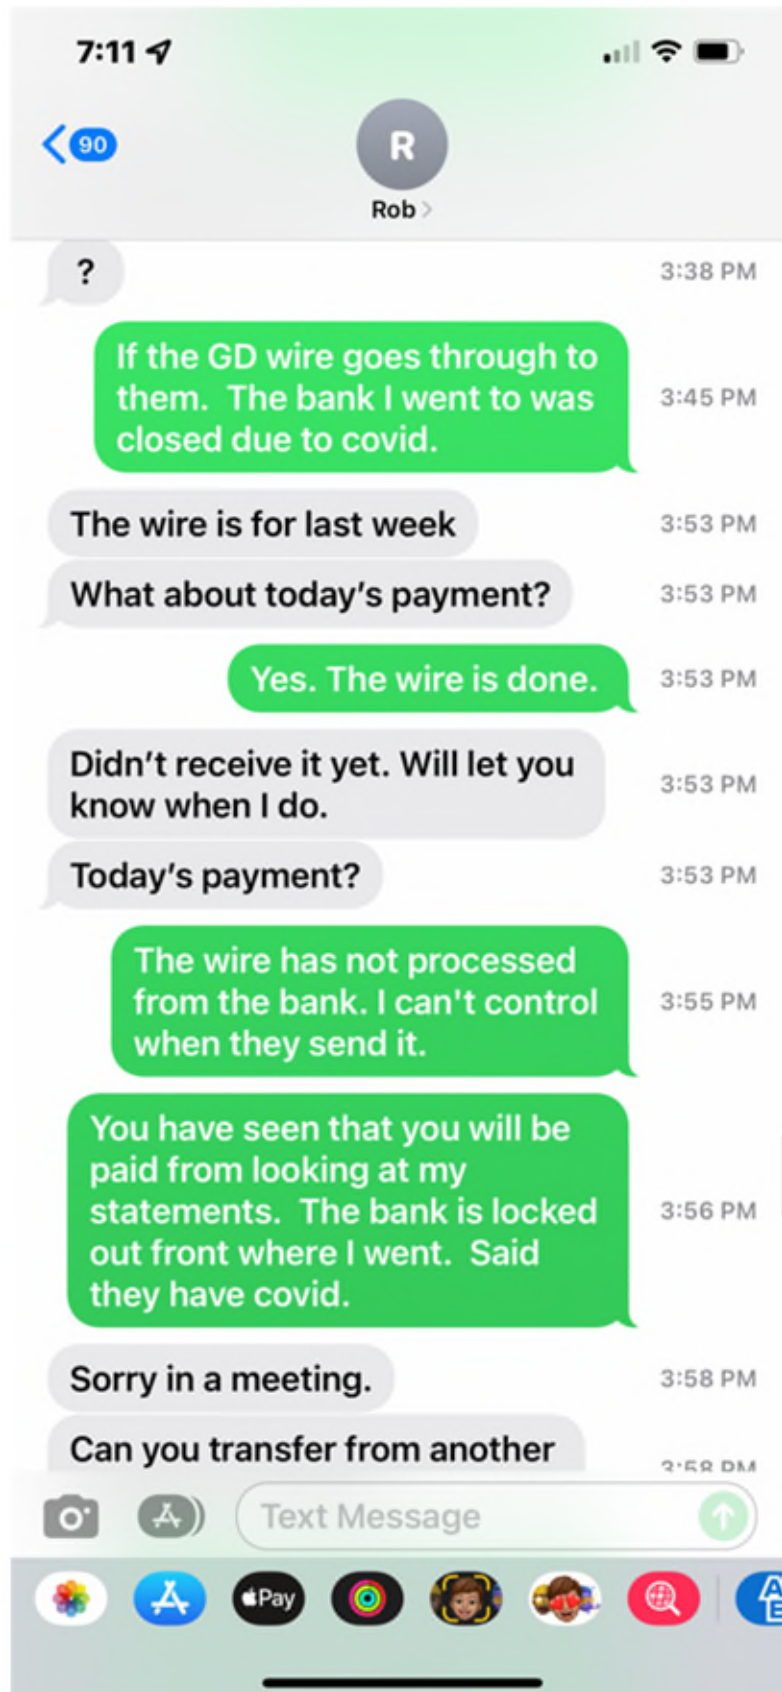 7:11
90
R
Rob
?
3:38 PM
If the GD wire goes through to
them.  The bank I went to was
closed due to covid.
3:45 PM
The wire is for last week
3:53 PM
What about today's payment?
3:53 PM
Yes. The wire is done.
3:53 PM
Didn't receive it yet. Will let you
know when I do.
3:53 PM
Today's payment?
3:53 PM
The wire has not processed
from the bank. I can't control
when they send it.
3:55 PM
You have seen that you will be
paid from looking at my
statements.  The bank is locked
out front where I went.  Said
they have covid.
3:56 PM
Sorry in a meeting.
3:58 PM
Can you transfer from another
3:58 PM
Text Message
Pay